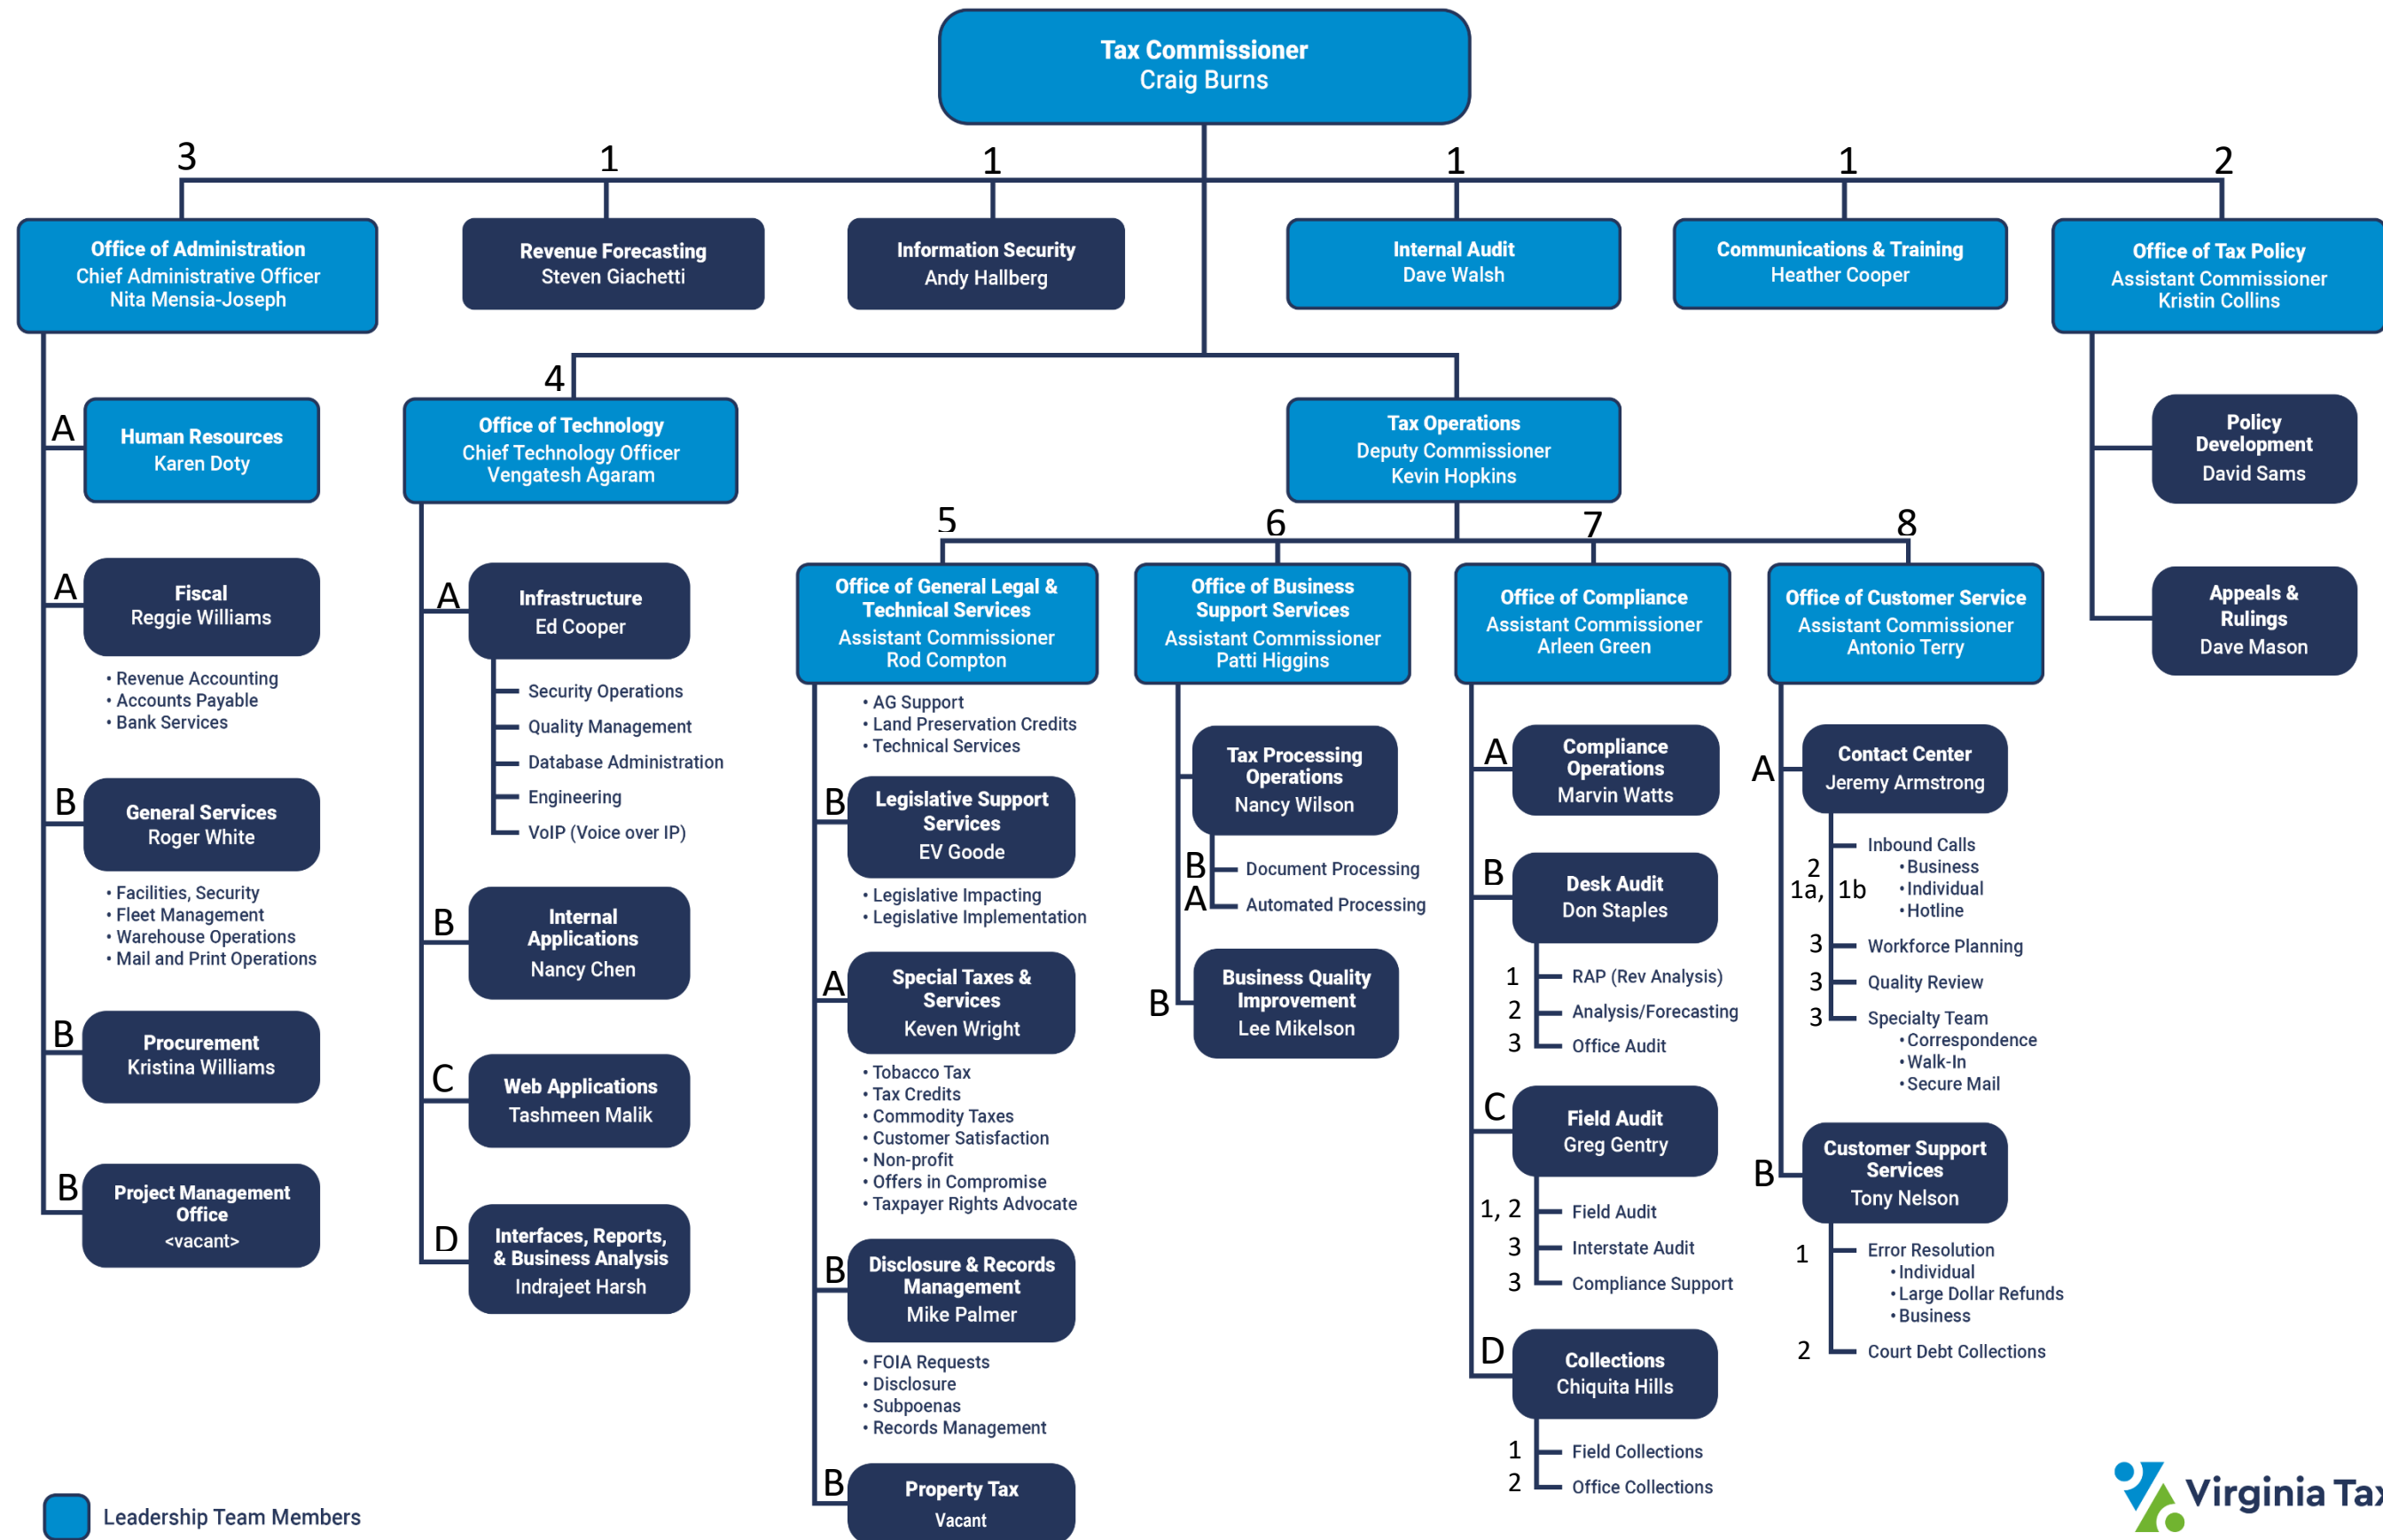 Tax Commissioner
Craig Burns
3
1
1
1
1
2
Office of Administration
Chief Administrative Officer
Nita Mensia-Joseph
Revenue Forecasting
Steven Giachetti
Information Security
Andy Hallberg
Internal Audit
Dave Walsh
Communications & Training
Heather Cooper
Office of Tax Policy
Assistant Commissioner
Kristin Collins
A
Human Resources
Karen Doty
A
Fiscal
Reggie Williams
• Revenue Accounting
• Accounts Payable
• Bank Services
B
General Services
Roger White
• Facilities, Security
• Fleet Management
• Warehouse Operations
• Mail and Print Operations
B
Procurement
Kristina Williams
B
Project Management
Office
<vacant>
4
Office of Technology
Chief Technology Officer
Vengatesh Agaram
A
Infrastructure
Ed Cooper
Security Operations
Quality Management
Database Administration
Engineering
VoIP (Voice over IP)
B
Internal
Applications
Nancy Chen
C
Web Applications
Tashmeen Malik
D
Interfaces, Reports,
& Business Analysis
Indrajeet Harsh
Tax Operations
Deputy Commissioner
Kevin Hopkins
5
Office of General Legal &
Technical Services
Assistant Commissioner
Rod Compton
• AG Support
• Land Preservation Credits
• Technical Services
B
Legislative Support
Services
EV Goode
• Legislative Impacting
• Legislative Implementation
A
Special Taxes &
Services
Keven Wright
• Tobacco Tax
• Tax Credits
• Commodity Taxes
• Customer Satisfaction
• Non-profit
• Offers in Compromise
• Taxpayer Rights Advocate
B
Disclosure & Records
Management
Mike Palmer
• FOIA Requests
• Disclosure
• Subpoenas
• Records Management
B
Property Tax
Vacant
6
Office of Business
Support Services
Assistant Commissioner
Patti Higgins
Tax Processing
Operations
Nancy Wilson
B
Document Processing
A
Automated Processing
B
Business Quality
Improvement
Lee Mikelson
7
Office of Compliance
Assistant Commissioner
Arleen Green
A
Compliance
Operations
Marvin Watts
B
Desk Audit
Don Staples
1
RAP (Rev Analysis)
2
Analysis/Forecasting
3
Office Audit
C
Field Audit
Greg Gentry
1, 2
Field Audit
3
Interstate Audit
3
Compliance Support
D
Collections
Chiquita Hills
1
Field Collections
2
Office Collections
8
Office of Customer Service
Assistant Commissioner
Antonio Terry
A
Contact Center
Jeremy Armstrong
Inbound Calls
2
• Business
1a, 1b
• Individual
• Hotline
3
Workforce Planning
3
Quality Review
3
Specialty Team
• Correspondence
• Walk-In
• Secure Mail
B
Customer Support
Services
Tony Nelson
1
Error Resolution
• Individual
• Large Dollar Refunds
• Business
2
Court Debt Collections
Policy
Development
David Sams
Appeals &
Rulings
Dave Mason
Leadership Team Members
Virginia Tax